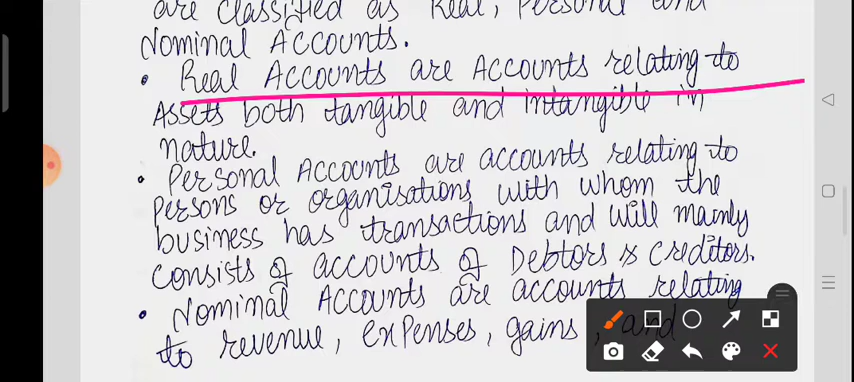 are classified as Real, Personal and
Nominal Accounts.
• Real Accounts are Accounts relating to
Assets both tangible and intangible in
nature.
• Personal Accounts are accounts relating to
Persons or organisations with whom the
business has transactions and will mainly
consists of accounts of Debtors & Creditors.
• Nominal Accounts are accounts relating
to revenue, expenses, gains, and